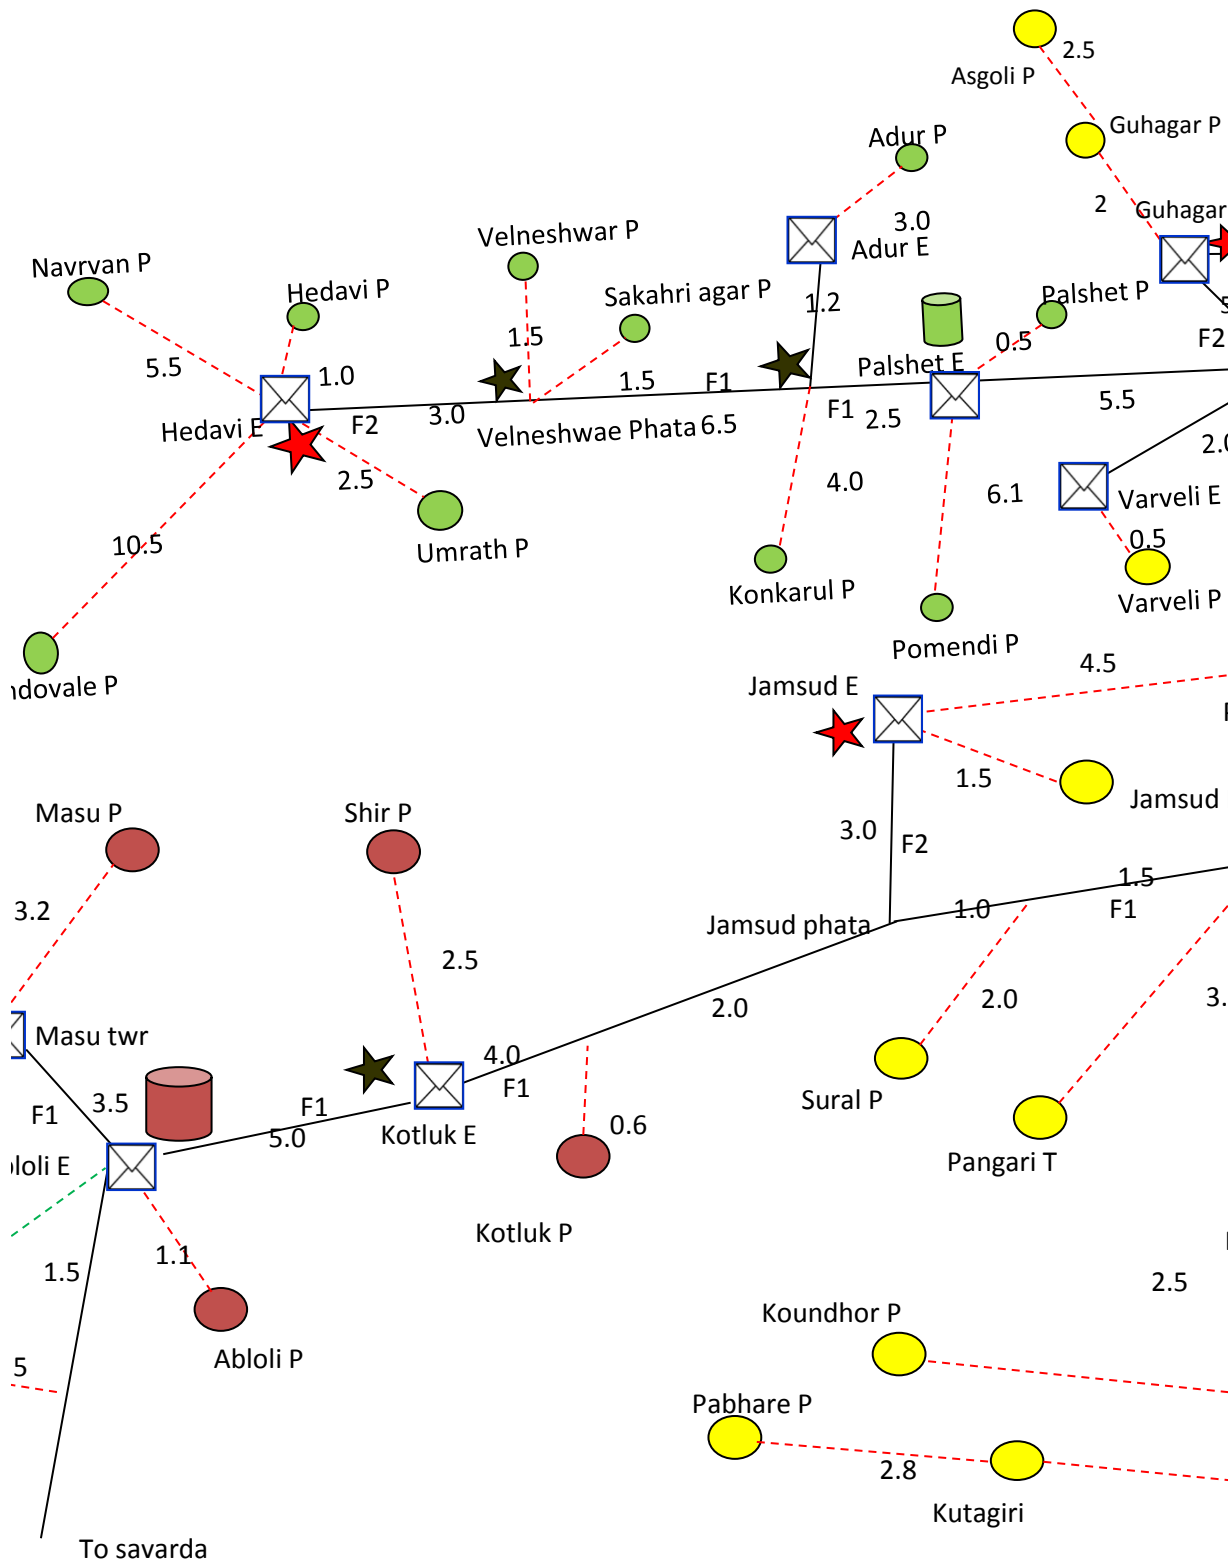 2.5
Asgoli P
Guhagar P
Adur P
2
Guhagar
3.0
Velneshwar P
Adur E
Navrvan P
Hedavi P
Sakahri agar P
Palshet P
1.2
1.5
0.5
F2
5.5
1.0
1.5
F1
Palshet E
5.5
Hedavi E
F2
3.0
Velneshwae Phata
6.5
F1
2.5
2.0
2.5
4.0
6.1
Varveli E
10.5
Umrath P
0.5
Konkarul P
Varveli P
Pomendi P
ndovale P
4.5
Jamsud E
1.5
Jamsud
Masu P
Shir P
3.0
F2
1.5
3.2
Jamsud phata
1.0
F1
2.5
2.0
2.0
3.
Masu twr
4.0
F1
F1
3.5
F1
5.0
Kotluk E
0.6
Sural P
loli E
Pangari T
Kotluk P
1.1
1.5
2.5
Koundhor P
Abloli P
5
Pabhare P
2.8
Kutagiri
To savarda